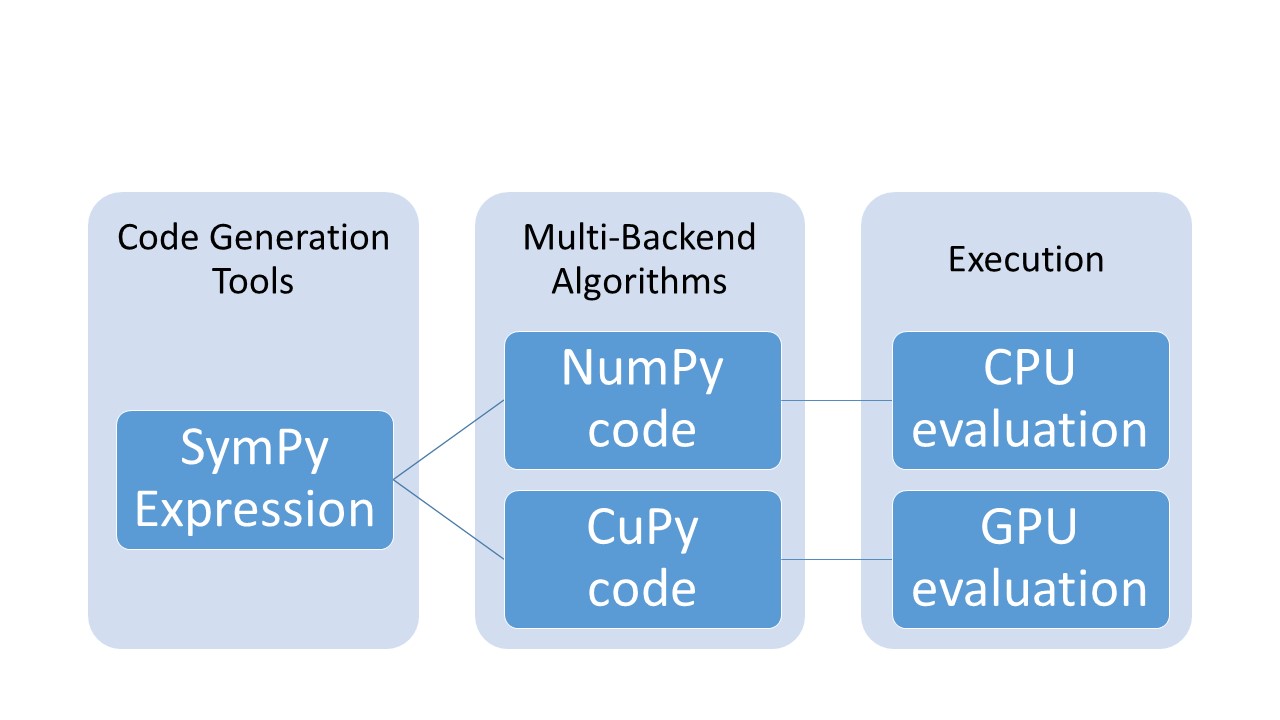 Code Generation
Tools
SymPy
Expression
Multi-Backend
Algorithms
NumPy
code
CuPy
code
Execution
CPU
evaluation
GPU
evaluation